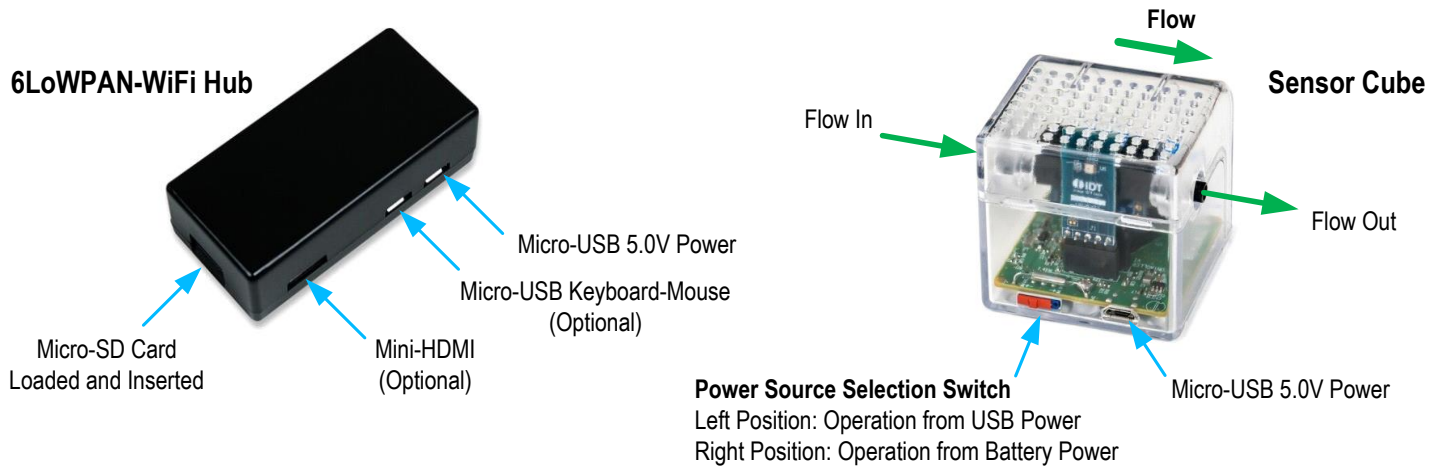 6LoWPAN-WiFi Hub
Micro-USB 5.0V Power
Micro-USB Keyboard-Mouse
(Optional)
Mini-HDMI
(Optional)
Micro-SD Card
Loaded and Inserted
Flow
Sensor Cube
Flow In
Flow Out
IDT
Power Source Selection Switch
Left Position: Operation from USB Power
Right Position: Operation from Battery Power
Micro-USB 5.0V Power